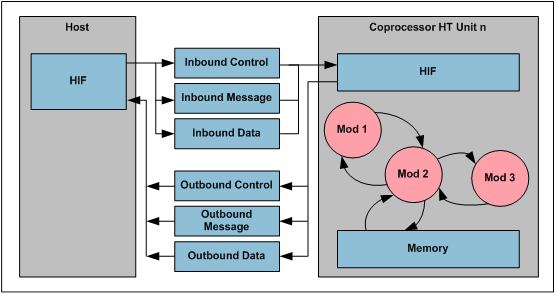 Host
Coprocessor HT Unit n
HIF
Inbound Control
Inbound Message
Inbound Data
Outbound Control
Outbound
Message
Outbound Data
HIF
Mod 1
Mod 2
Mod 3
Memory